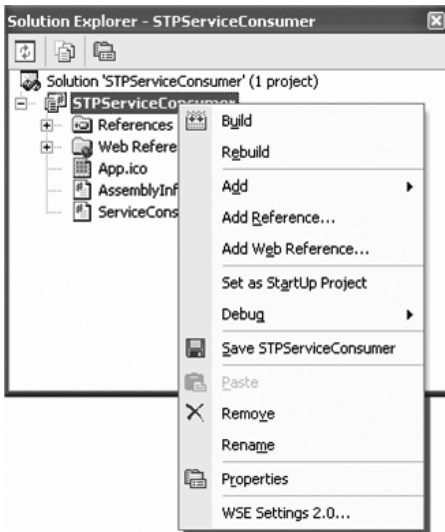 Solution Explorer - STPServiceConsumer
Solution 'STPServiceConsumer' (1 project)
STPServiceConsumer
References
Web Refere
App.ico
AssemblyInf
ServiceCons
Build
Rebuild
Add
Add Reference...
Add Web Reference...
Set as StartUp Project
Debug
Save STPServiceConsumer
Paste
Remove
Rename
Properties
WSE Settings 2.0...